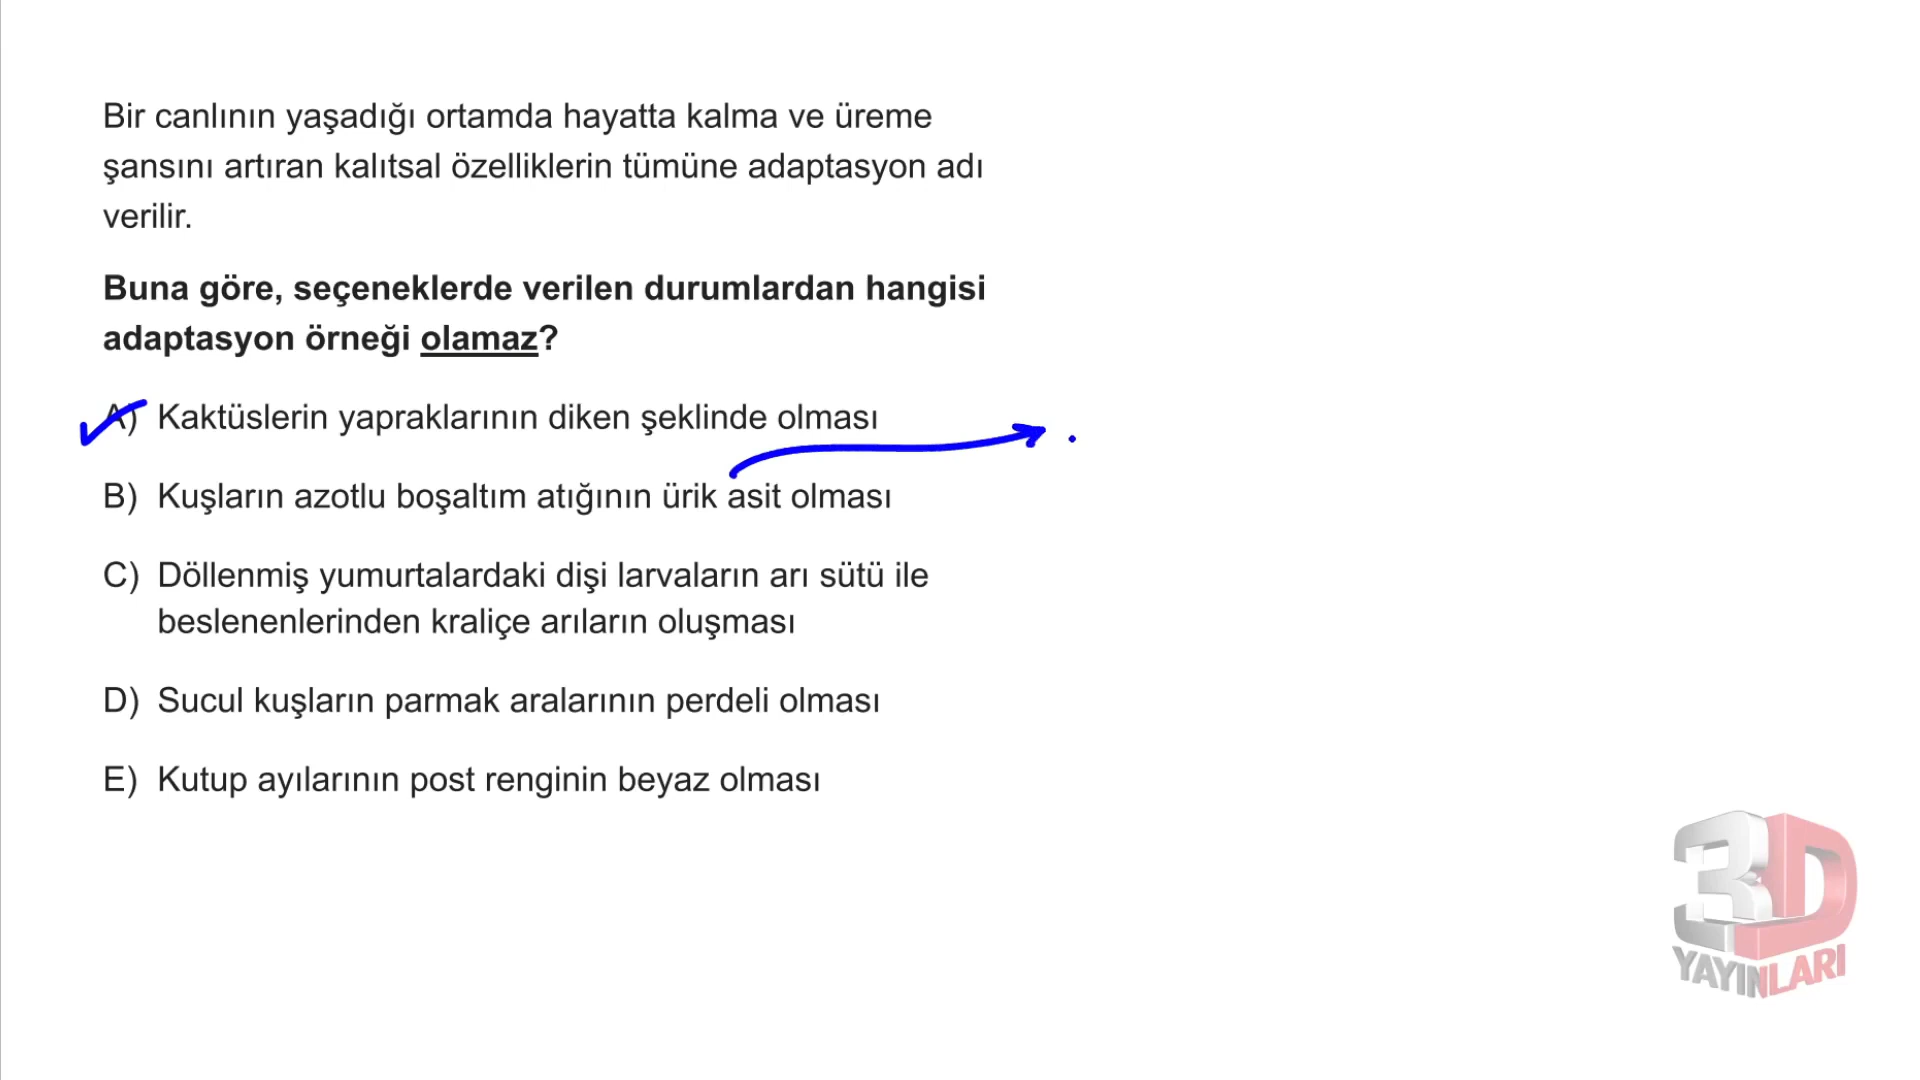 Bir canlının yaşadığı ortamda hayatta kalma ve üreme
şansını artıran kalıtsal özelliklerin tümüne adaptasyon adı
verilir.
Buna göre, seçeneklerde verilen durumlardan hangisi
adaptasyon örneği olamaz?
A) Kaktüslerin yapraklarının diken şeklinde olması
B) Kuşların azotlu boşaltım atığının ürik asit olması
C) Döllenmiş yumurtalardaki dişi larvaların arı sütü ile
beslenenlerinden kraliçe arıların oluşması
D) Sucul kuşların parmak aralarının perdeli olması
E) Kutup ayılarının post renginin beyaz olması
3D
YAYINLARI